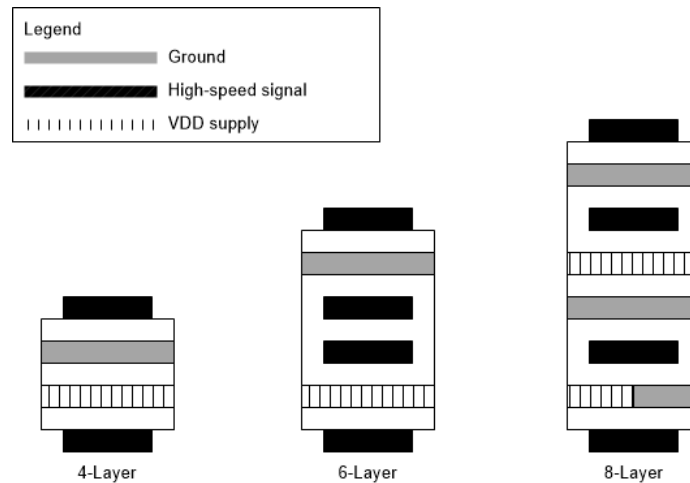 Legend
Ground
High-speed signal
VDD supply
4-Layer
6-Layer
8-Layer